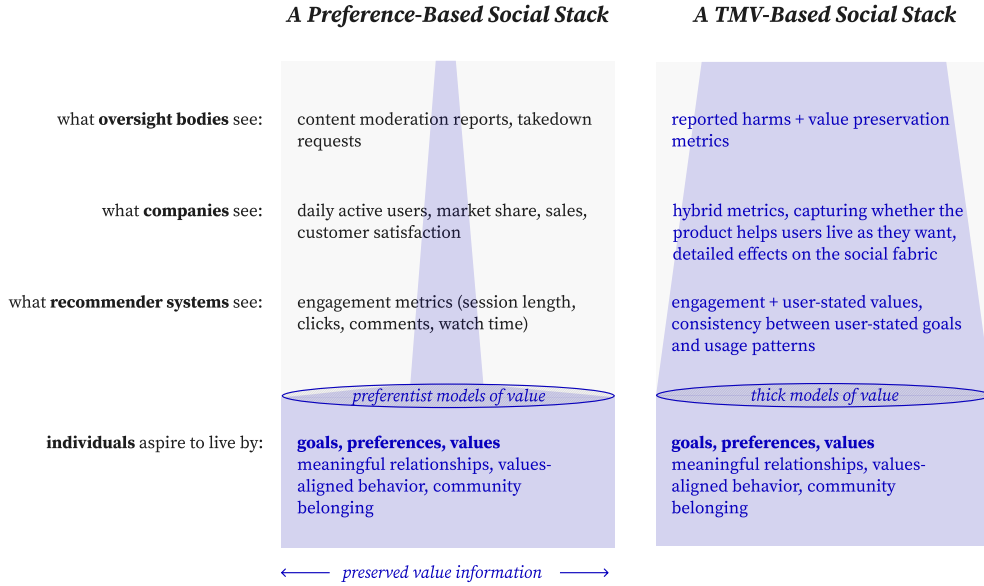 A Preference-Based Social Stack
A TMV-Based Social Stack
what oversight bodies see:
content moderation reports, takedown
requests
reported harms + value preservation
metrics
what companies see:
daily active users, market share, sales,
customer satisfaction
hybrid metrics, capturing whether the
product helps users live as they want,
detailed effects on the social fabric
what recommender systems see:
engagement metrics (session length,
clicks, comments, watch time)
engagement + user-stated values,
consistency between user-stated goals
and usage patterns
preferentist models of value
thick models of value
individuals aspire to live by:
goals, preferences, values
meaningful relationships, values-
aligned behavior, community
belonging
goals, preferences, values
meaningful relationships, values-
aligned behavior, community
belonging
preserved value information